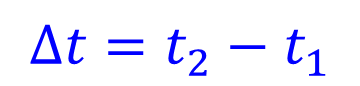 Δt = t₂ − t₁